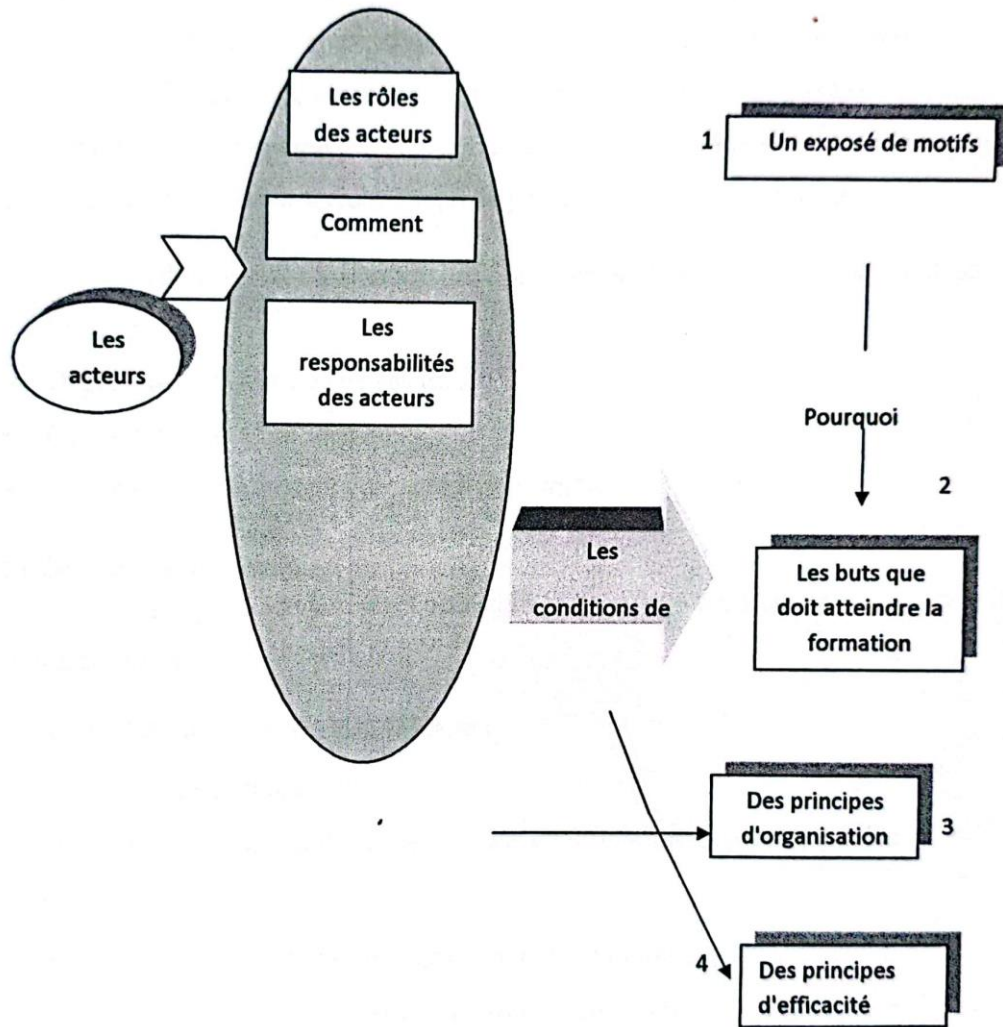 Les rôles
des acteurs
Comment
Les
responsabilités
des acteurs
Les
acteurs
1
Un exposé de motifs
Pourquoi
2
Les
conditions de
Les buts que
doit atteindre la
formation
Des principes
d'organisation
3
4
Des principes
d'efficacité